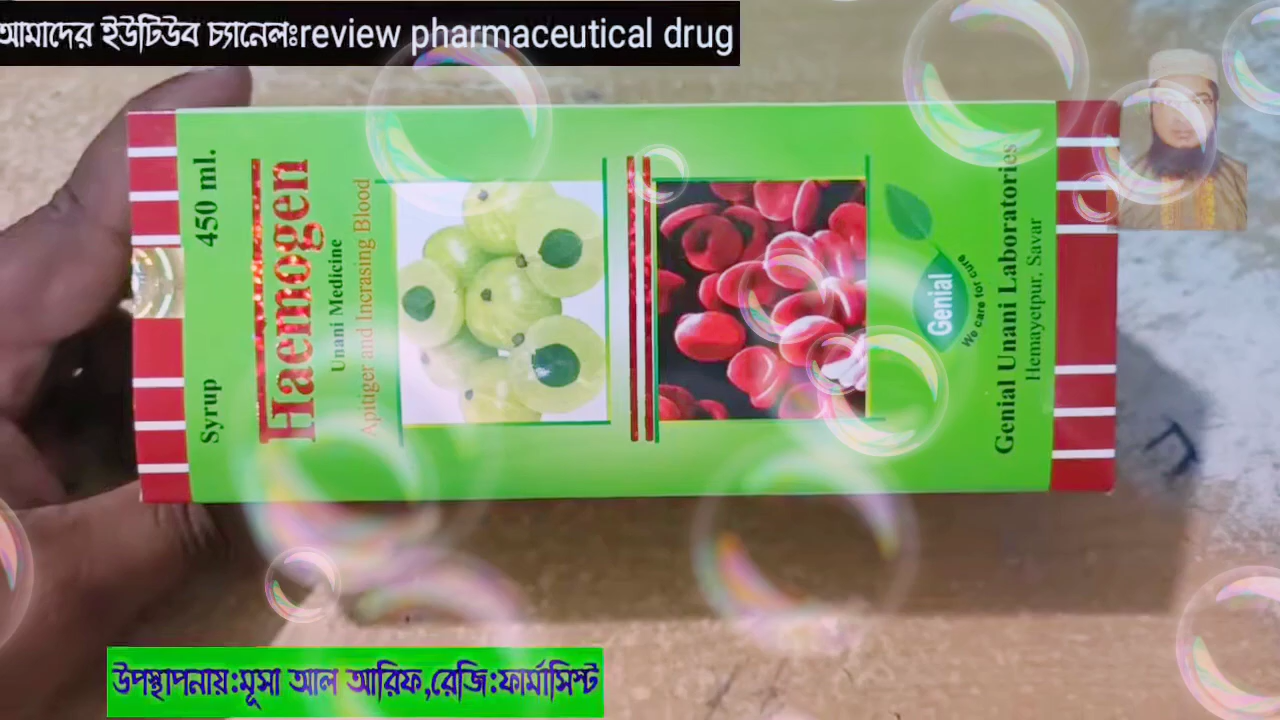 আমাদের ইউটিউব চ্যানেলঃreview pharmaceutical drug
Syrup 450 ml.
Haemogen
Unani Medicine
Apitiger and Incrasing Blood
Genial
We care for cure
Genial Unani Laboratories
Hemayetpur, Savar
উপস্থাপনায়:মূসা আল আরিফ,রেজি:ফার্মাসিস্ট